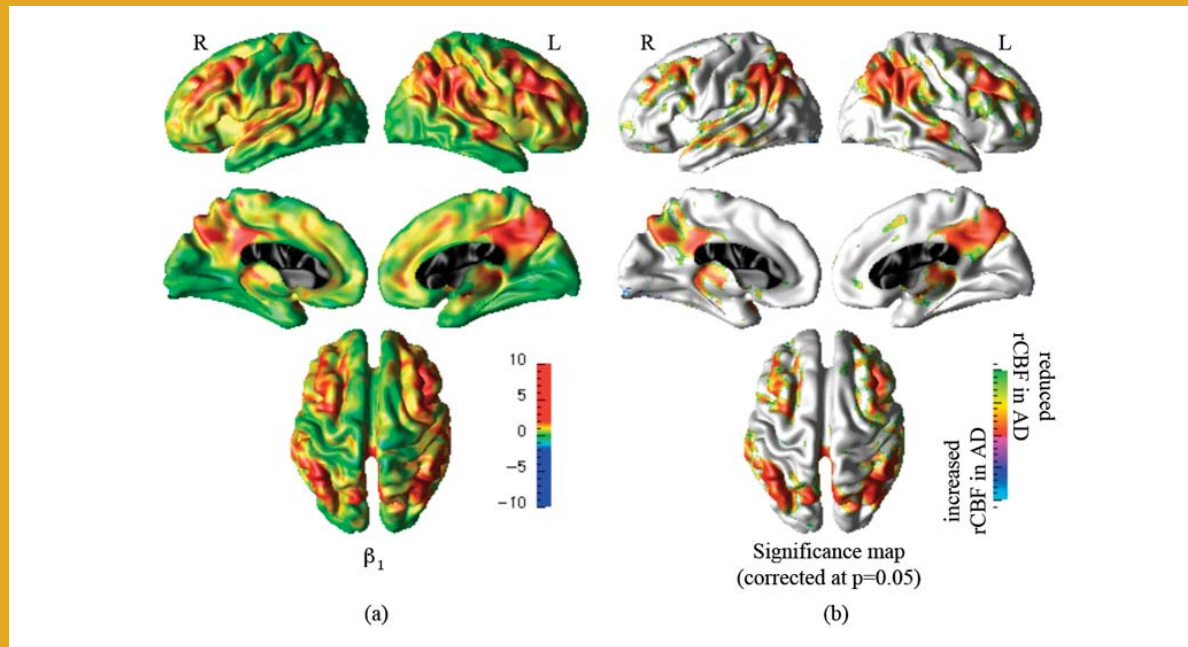 R
L
R
L
10
5
0
−5
−10
β₁
(a)
reduced
rCBF in AD
increased
rCBF in AD
Significance map
(corrected at p=0.05)
(b)